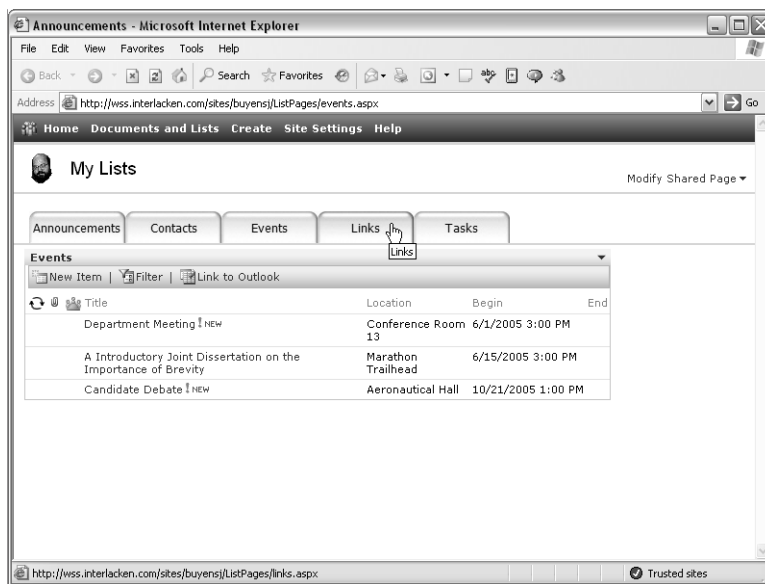 Announcements - Microsoft Internet Explorer
File Edit View Favorites Tools Help
Back Search Favorites
Address http://wss.interlacken.com/sites/buyensj/ListPages/events.aspx Go
Home Documents and Lists Create Site Settings Help
My Lists
Modify Shared Page
Announcements Contacts Events Links Tasks
Links
Events
New Item | Filter | Link to Outlook
Title Location Begin End
Department Meeting ! NEW Conference Room 6/1/2005 3:00 PM
13
A Introductory Joint Dissertation on the Marathon 6/15/2005 3:00 PM
Importance of Brevity Trailhead
Candidate Debate ! NEW Aeronautical Hall 10/21/2005 1:00 PM
http://wss.interlacken.com/sites/buyensj/ListPages/links.aspx Trusted sites